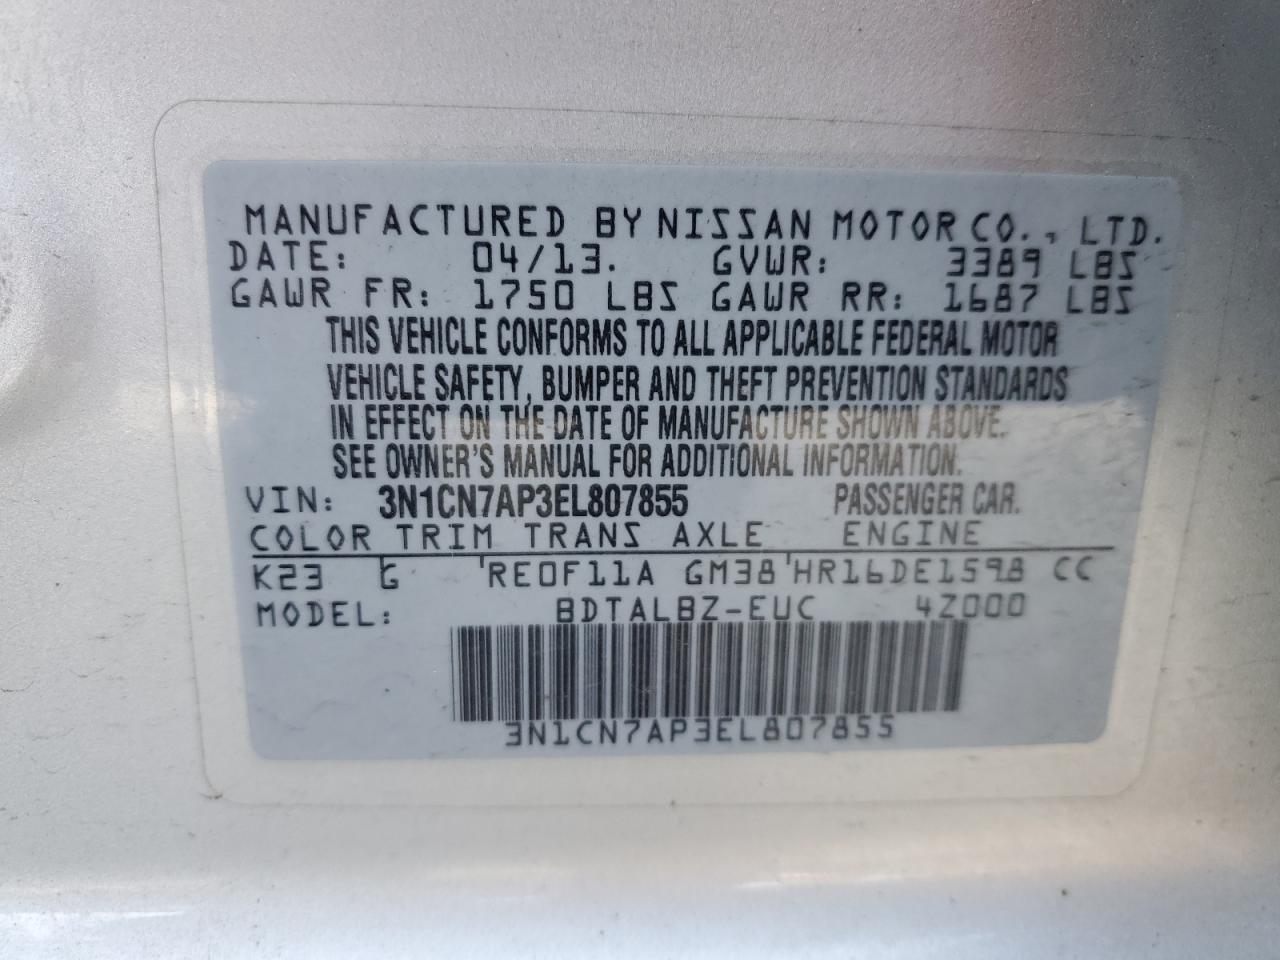 MANUFACTURED BY NISSAN MOTOR CO., LTD.
DATE: 04/13. GVWR: 3389 LBS
GAWR FR: 1750 LBS GAWR RR: 1687 LBS
THIS VEHICLE CONFORMS TO ALL APPLICABLE FEDERAL MOTOR
VEHICLE SAFETY, BUMPER AND THEFT PREVENTION STANDARDS
IN EFFECT ON THE DATE OF MANUFACTURE SHOWN ABOVE.
SEE OWNER'S MANUAL FOR ADDITIONAL INFORMATION.
VIN: 3N1CN7AP3EL807855 PASSENGER CAR.
COLOR TRIM TRANS AXLE ENGINE
K23 G RE0F11A GM38 HR16DE1598 CC
MODEL: BDTALBZ-EUC 4Z000
3N1CN7AP3EL807855